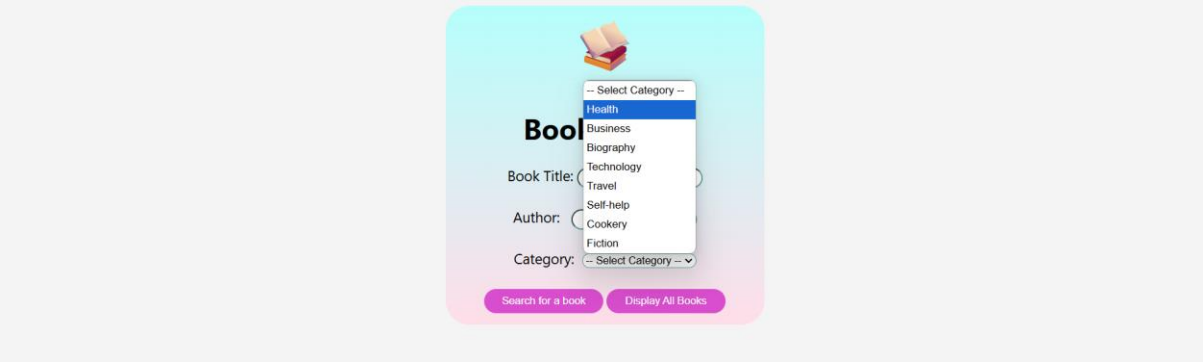 -- Select Category --
Health
Business
Biography
Technology
Travel
Self-help
Cookery
Fiction
Book Title:
Author:
Category: -- Select Category --
Search for a book Display All Books